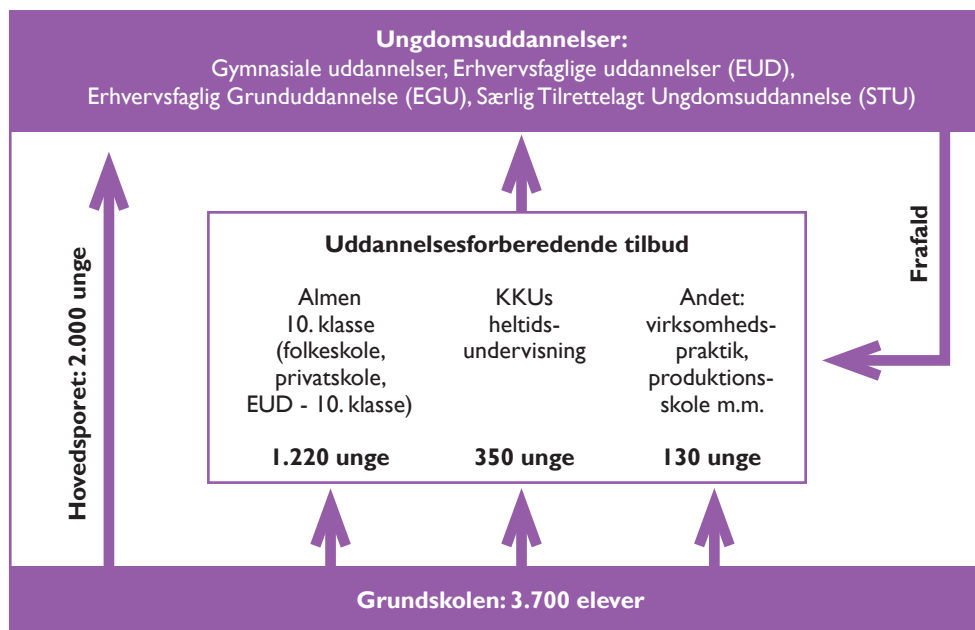 Ungdomsuddannelser:
Gymnasiale uddannelser, Erhvervsfaglige uddannelser (EUD),
Erhvervsfaglig Grunduddannelse (EGU), Særlig Tilrettelagt Ungdomsuddannelse (STU)
Hovedsporet: 2.000 unge
Uddannelsesforberedende tilbud
Almen
10. klasse
(folkeskole,
privatskole,
EUD - 10. klasse)
1.220 unge
KKUs
heltids-
undervisning
350 unge
Andet:
virksomheds-
praktik,
produktions-
skole m.m.
130 unge
Frafald
Grundskolen: 3.700 elever